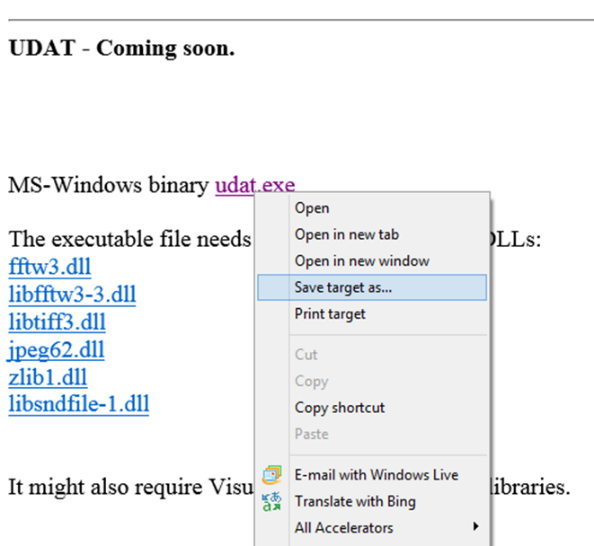 UDAT - Coming soon.
MS-Windows binary udat.exe
The executable file needs DLLs:
fftw3.dll
libfftw3-3.dll
libtiff3.dll
jpeg62.dll
zlib1.dll
libsndfile-1.dll
It might also require Visu libraries.
Open
Open in new tab
Open in new window
Save target as...
Print target
Cut
Copy
Copy shortcut
Paste
E-mail with Windows Live
Translate with Bing
All Accelerators